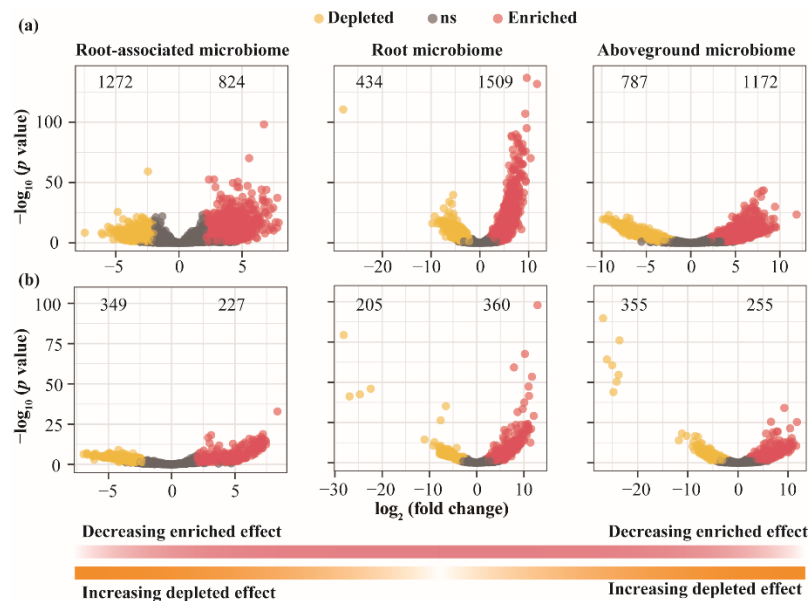 Depleted ns Enriched
(a) Root-associated microbiome Root microbiome Aboveground microbiome
1272 824 434 1509 787 1172
100
50
0
−log₁₀ (p value)
−5 0 5 −20 −10 0 10 −10 −5 0 5 10
(b)
349 227 205 360 355 255
100
75
50
25
0
−log₁₀ (p value)
−5 0 5 −30 −20 −10 0 10 −20 −10 0 10
log₂ (fold change)
Decreasing enriched effect Decreasing enriched effect
Increasing depleted effect Increasing depleted effect